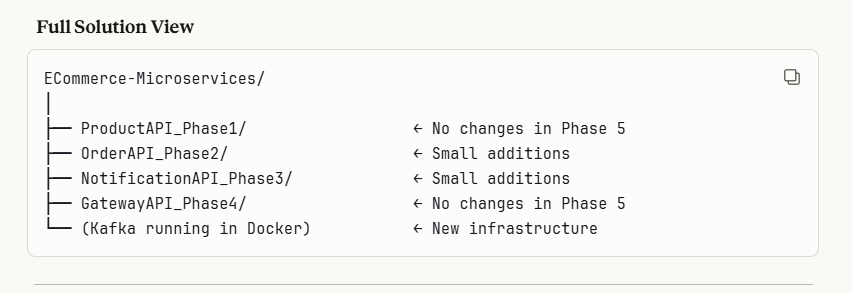 Full Solution View
ECommerce-Microservices/
│
├── ProductAPI_Phase1/ ← No changes in Phase 5
├── OrderAPI_Phase2/ ← Small additions
├── NotificationAPI_Phase3/ ← Small additions
├── GatewayAPI_Phase4/ ← No changes in Phase 5
└── (Kafka running in Docker) ← New infrastructure